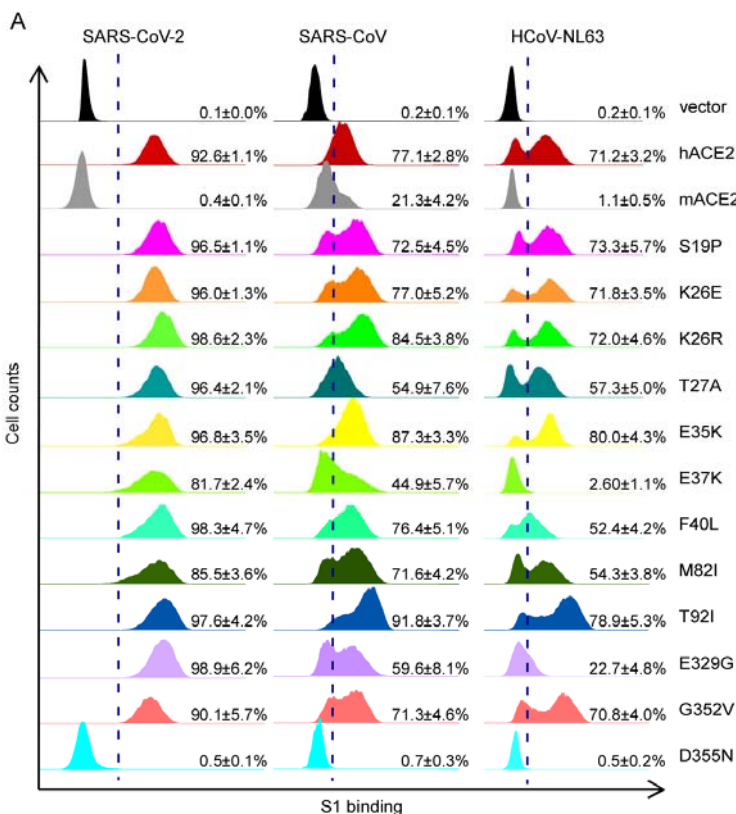 A
SARS-CoV-2 SARS-CoV HCoV-NL63
0.1±0.0% 0.2±0.1% 0.2±0.1% vector
92.6±1.1% 77.1±2.8% 71.2±3.2% hACE2
0.4±0.1% 21.3±4.2% 1.1±0.5% mACE2
96.5±1.1% 72.5±4.5% 73.3±5.7% S19P
96.0±1.3% 77.0±5.2% 71.8±3.5% K26E
98.6±2.3% 84.5±3.8% 72.0±4.6% K26R
96.4±2.1% 54.9±7.6% 57.3±5.0% T27A
96.8±3.5% 87.3±3.3% 80.0±4.3% E35K
81.7±2.4% 44.9±5.7% 2.60±1.1% E37K
98.3±4.7% 76.4±5.1% 52.4±4.2% F40L
85.5±3.6% 71.6±4.2% 54.3±3.8% M82I
97.6±4.2% 91.8±3.7% 78.9±5.3% T92I
98.9±6.2% 59.6±8.1% 22.7±4.8% E329G
90.1±5.7% 71.3±4.6% 70.8±4.0% G352V
0.5±0.1% 0.7±0.3% 0.5±0.2% D355N
Cell counts
S1 binding